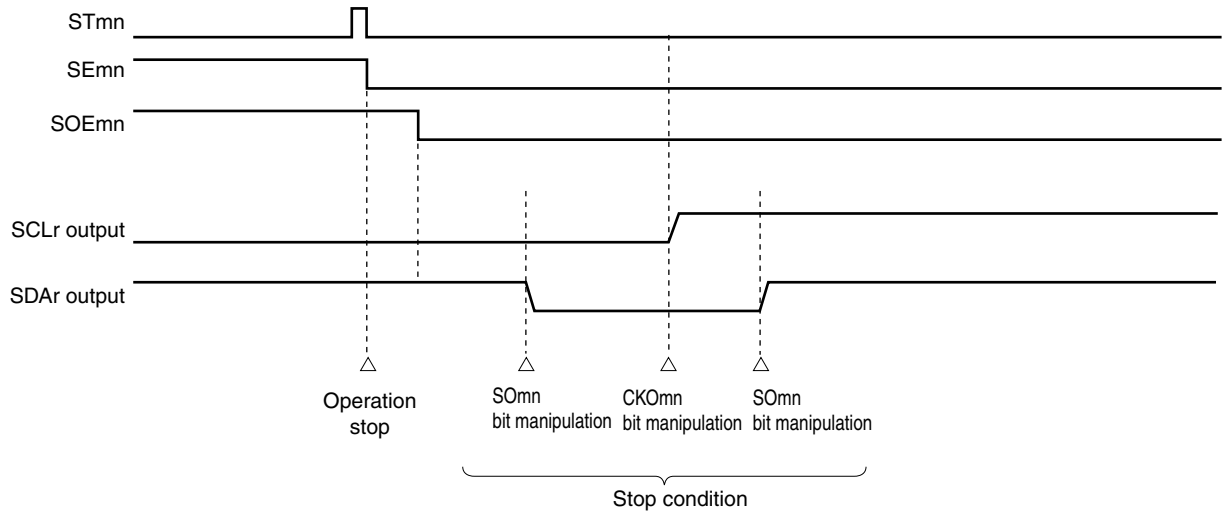 STmn
SEmn
SOEmn
SCLr output
SDAr output
Operation
stop
SOmn
bit manipulation
CKOmn
bit manipulation
SOmn
bit manipulation
Stop condition